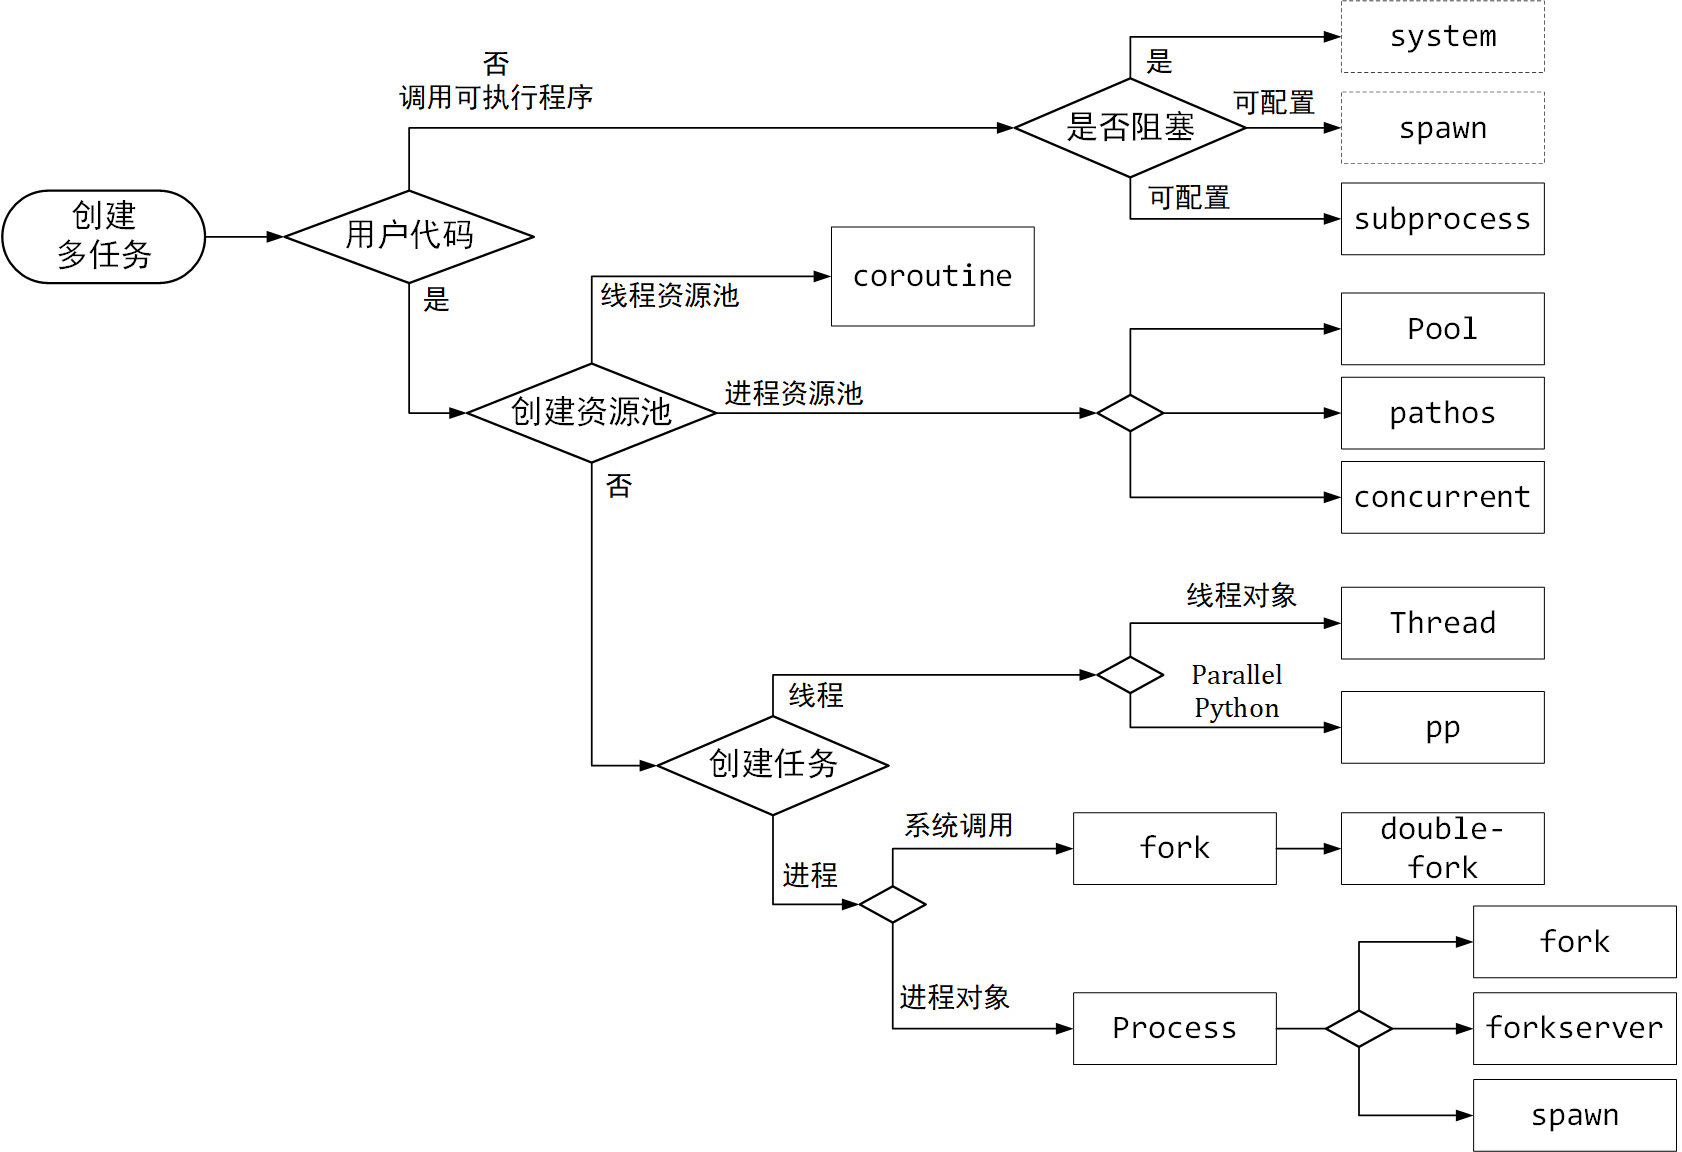 创建
多任务
用户代码
否
调用可执行程序
是
是否阻塞
是
system
可配置
spawn
可配置
subprocess
创建资源池
线程资源池
coroutine
进程资源池
Pool
pathos
concurrent
否
创建任务
线程
线程对象
Thread
Parallel
Python
pp
进程
系统调用
fork
double-
fork
进程对象
Process
fork
forkserver
spawn